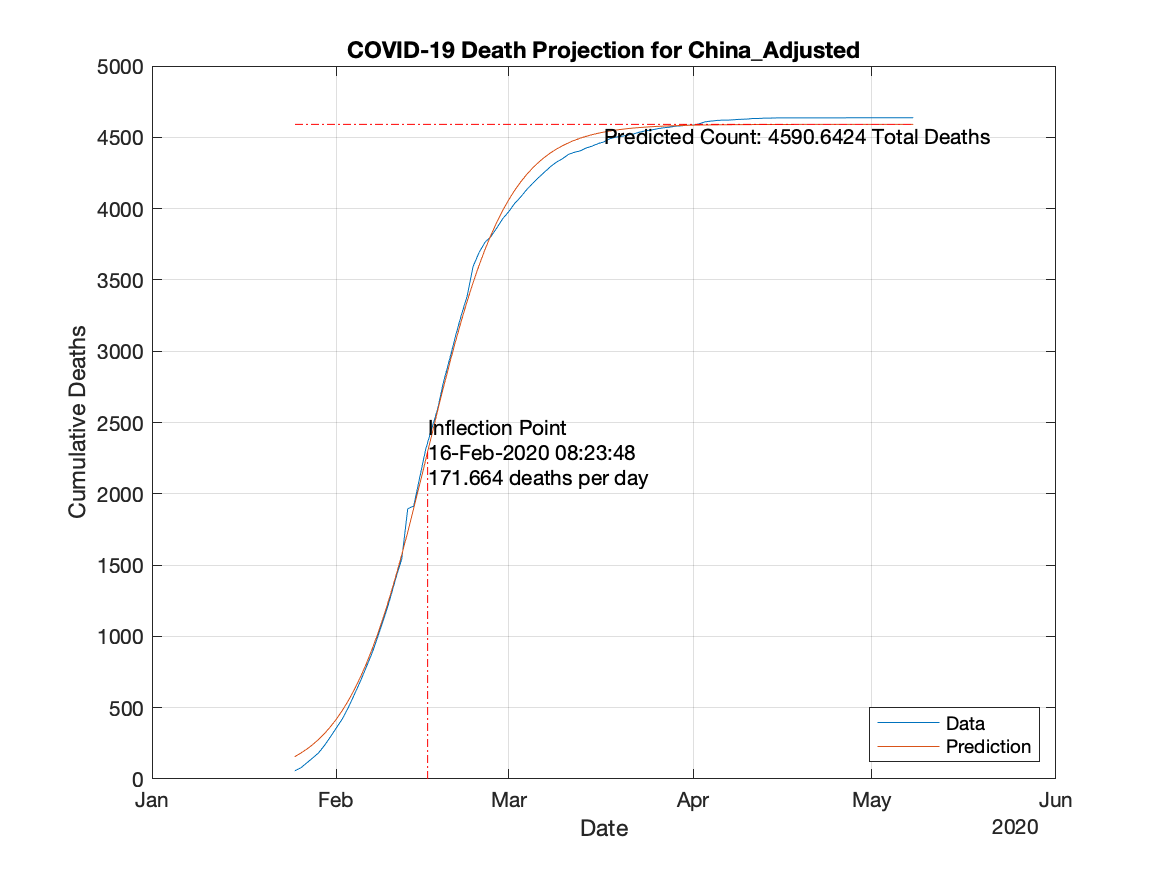 COVID-19 Death Projection for China_Adjusted
5000
4500
4000
3500
3000
2500
2000
1500
1000
500
0
Cumulative Deaths
Predicted Count: 4590.6424 Total Deaths
Inflection Point
16-Feb-2020 08:23:48
171.664 deaths per day
Data
Prediction
Jan Feb Mar Apr May Jun
Date
2020